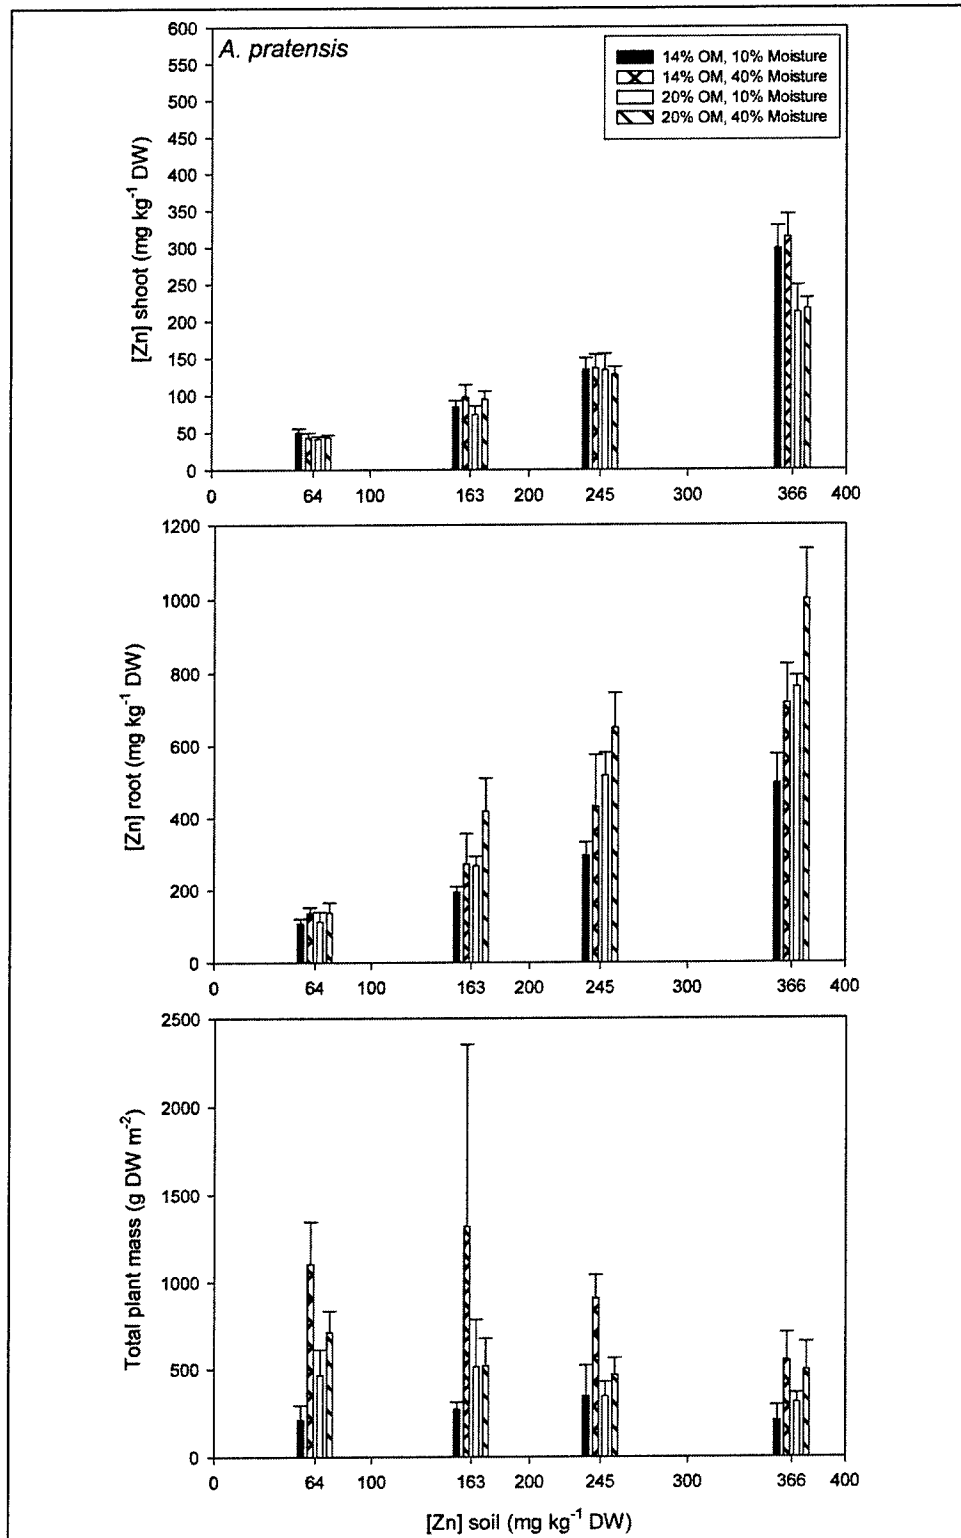 A. pratensis
14% OM, 10% Moisture
14% OM, 40% Moisture
20% OM, 10% Moisture
20% OM, 40% Moisture
[Zn] shoot (mg kg⁻¹ DW)
600
550
500
450
400
350
300
250
200
150
100
50
0
0 64 100 163 200 245 300 366 400
[Zn] root (mg kg⁻¹ DW)
1200
1000
800
600
400
200
0
0 64 100 163 200 245 300 366 400
Total plant mass (g DW m⁻²)
2500
2000
1500
1000
500
0
0 64 100 163 200 245 300 366 400
[Zn] soil (mg kg⁻¹ DW)